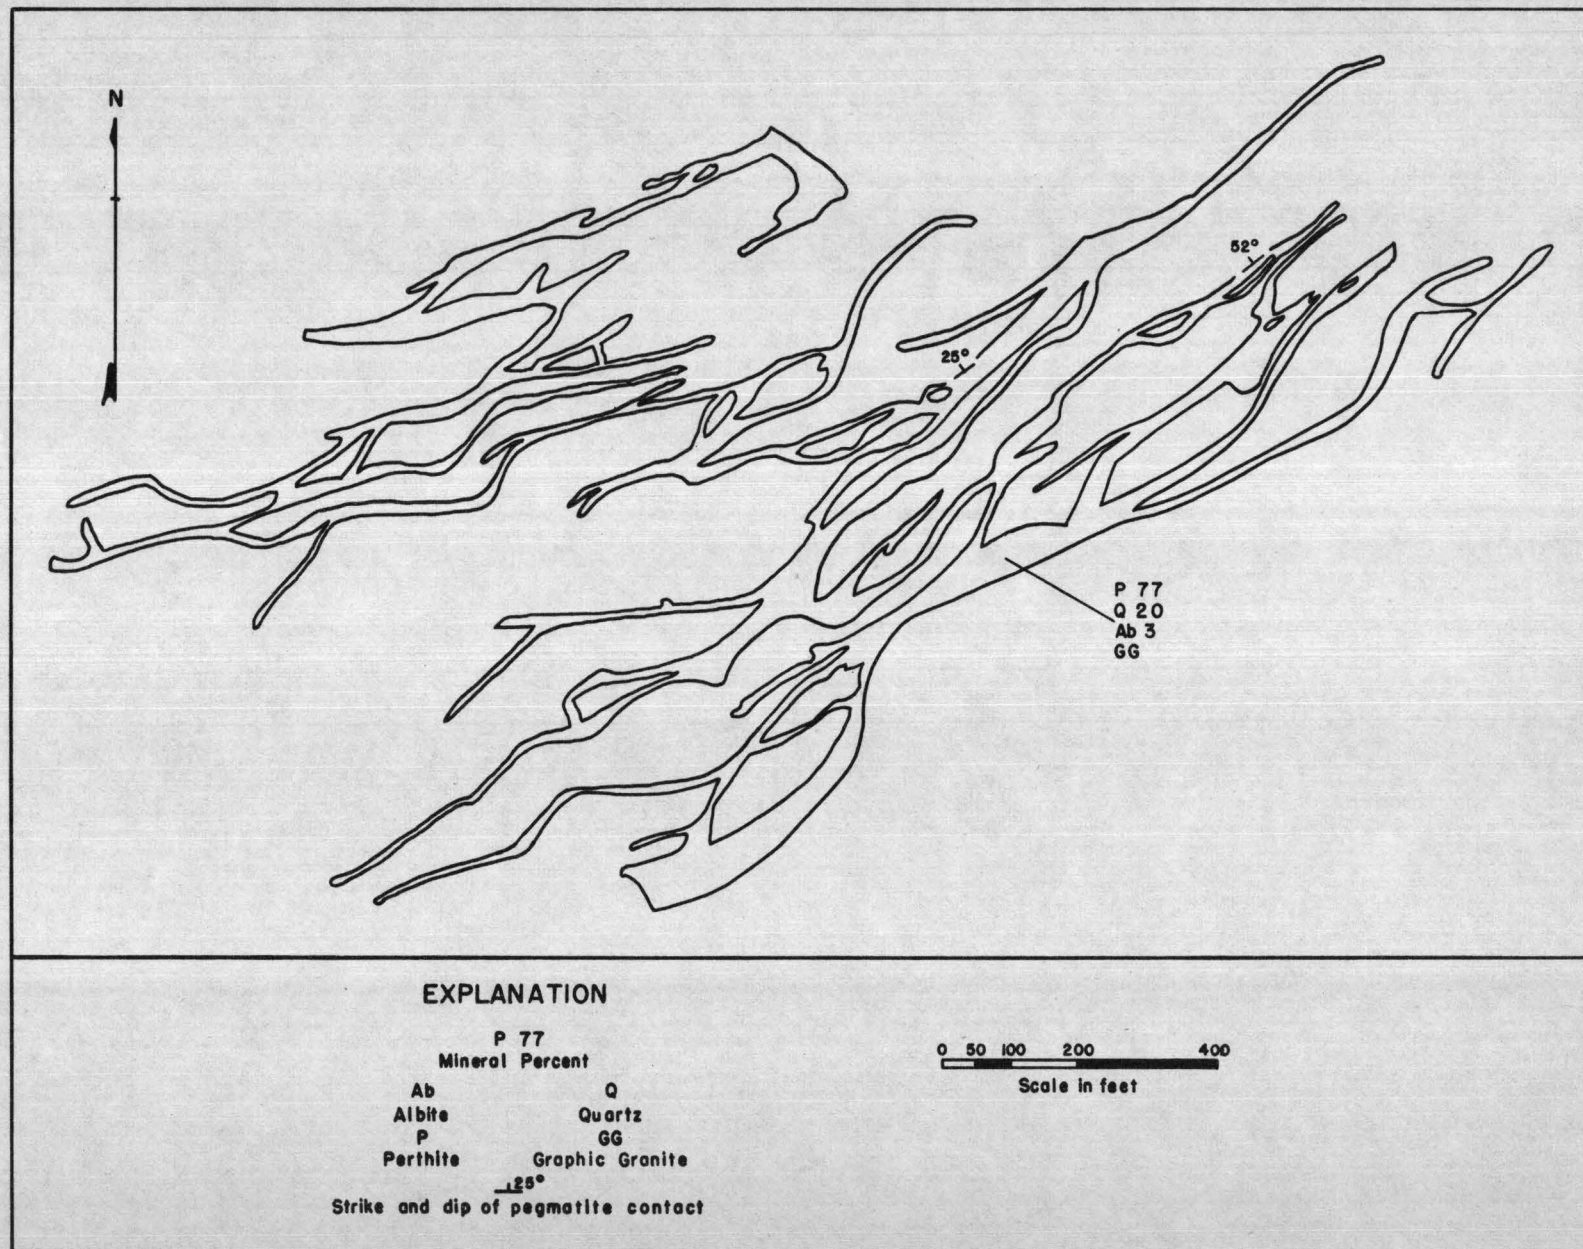 N
52°
25°
P 77
Q 20
Ab 3
GG
EXPLANATION
P 77
Mineral Percent
Ab Q
Albite Quartz
P GG
Perthite Graphic Granite
25°
Strike and dip of pegmatite contact
0 50 100 200 400
Scale in feet